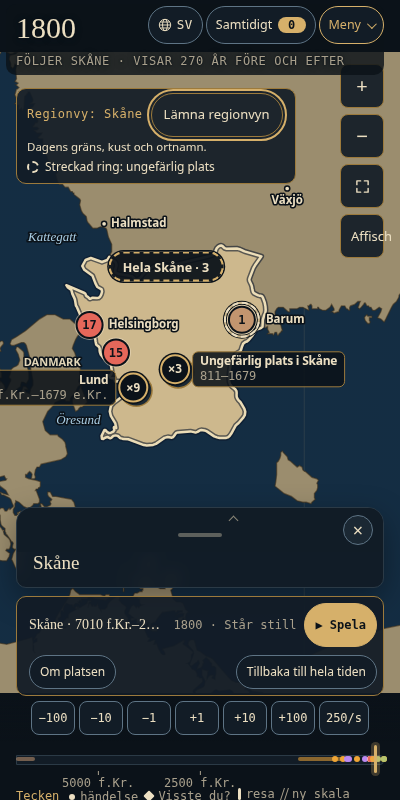 1800
SV
Samtidigt 0
Meny
FÖLJER SKÅNE · VISAR 270 ÅR FÖRE OCH EFTER
Regionvy: Skåne
Lämna regionvyn
Dagens gräns, kust och ortnamn.
Streckad ring: ungefärlig plats
+
−
Affisch
Växjö
Halmstad
Kattegatt
Hela Skåne · 3
17
Helsingborg
1
Barum
15
DANMARK
×3
Ungefärlig plats i Skåne
811–1679
Lund
f.Kr.–1679 e.Kr.
×9
Öresund
×
Skåne
Skåne · 7010 f.Kr.–2…
1800 · Står still
▶ Spela
Om platsen
Tillbaka till hela tiden
−100
−10
−1
+1
+10
+100
250/s
5000 f.Kr.
2500 f.Kr.
Tecken
händelse
Visste du?
resa
// ny skala